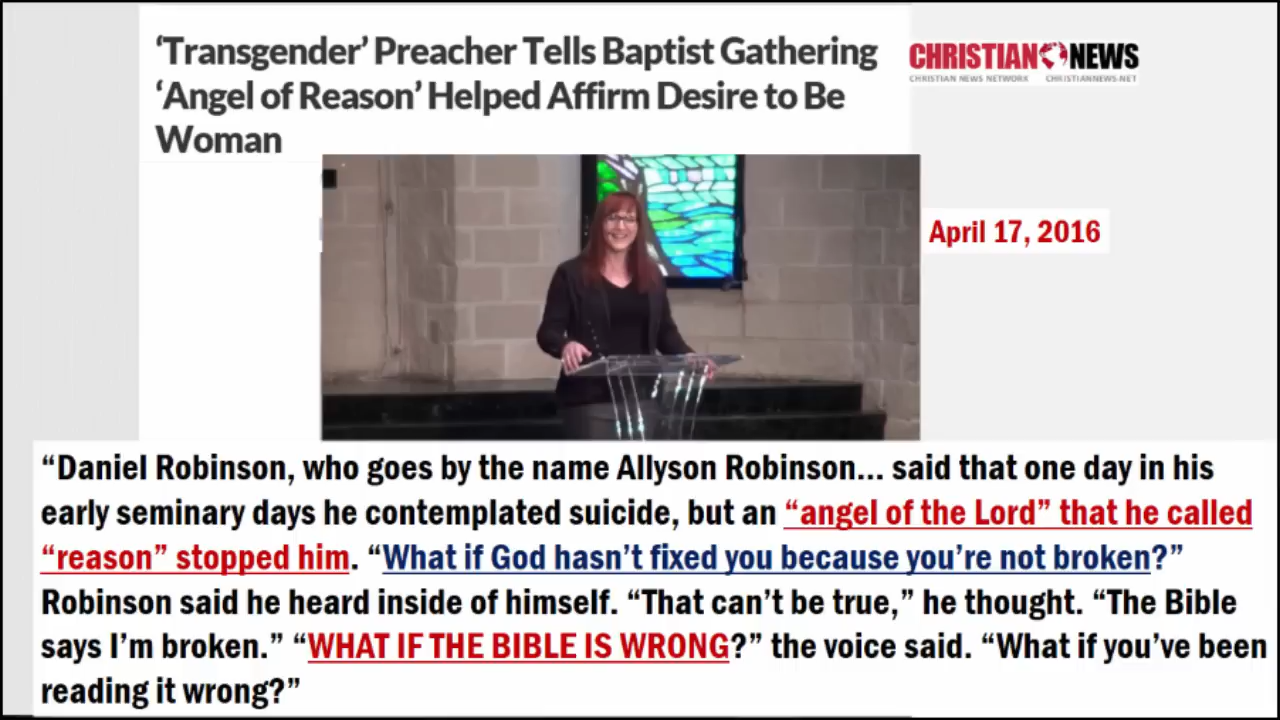 ‘Transgender’ Preacher Tells Baptist Gathering
‘Angel of Reason’ Helped Affirm Desire to Be
Woman
CHRISTIAN NEWS
CHRISTIAN NEWS NETWORK CHRISTIANNEWS.NET
April 17, 2016
“Daniel Robinson, who goes by the name Allyson Robinson... said that one day in his
early seminary days he contemplated suicide, but an “angel of the Lord” that he called
“reason” stopped him. “What if God hasn’t fixed you because you’re not broken?”
Robinson said he heard inside of himself. “That can’t be true,” he thought. “The Bible
says I’m broken.” “WHAT IF THE BIBLE IS WRONG?” the voice said. “What if you’ve been
reading it wrong?”